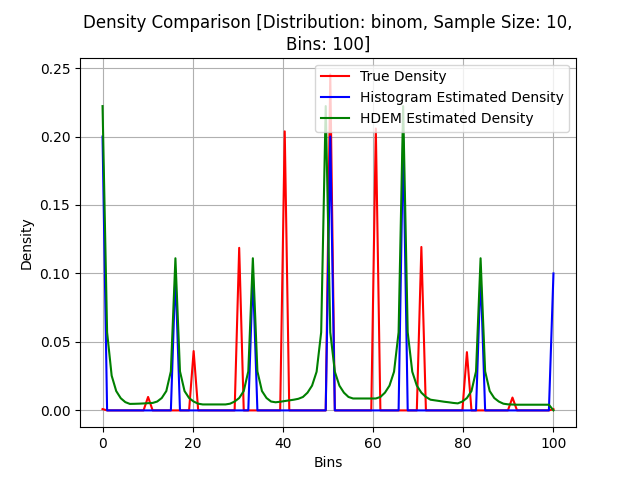 Density Comparison [Distribution: binom, Sample Size: 10,
Bins: 100]
True Density
Histogram Estimated Density
HDEM Estimated Density
0.25
0.20
0.15
0.10
0.05
0.00
Density
0 20 40 60 80 100
Bins